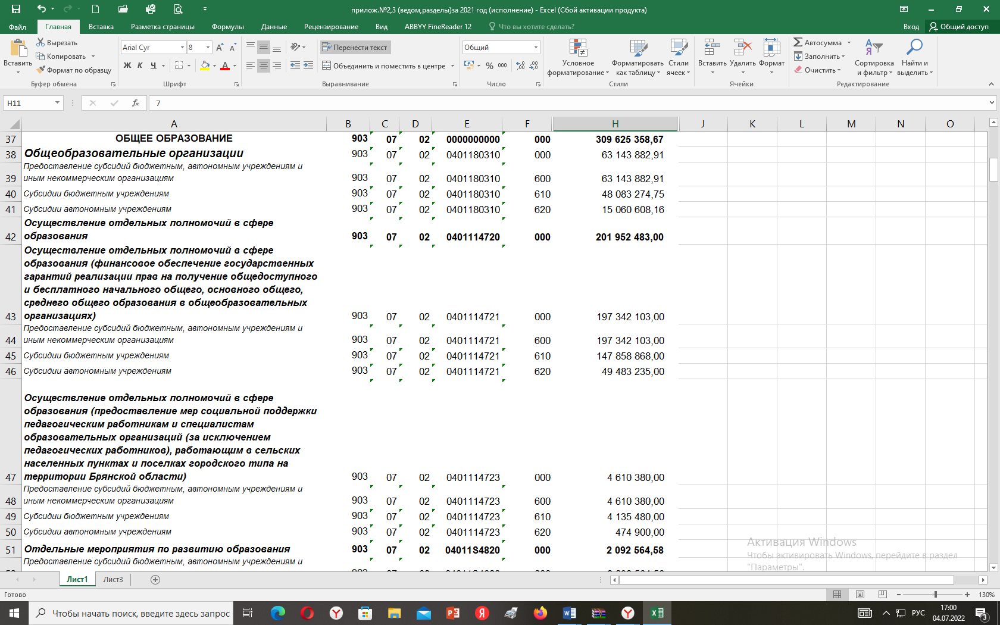 прилож.№2,3 (ведом,разделы)за 2021 год (исполнение) - Excel (Сбой активации продукта)
Файл Главная Вставка Разметка страницы Формулы Данные Рецензирование Вид ABBYY FineReader 12 Что вы хотите сделать? Вход Общий доступ
Вставить
Вырезать
Копировать
Формат по образцу
Буфер обмена
Arial Cyr 8
Ж К Ч
Шрифт
Перенести текст
Объединить и поместить в центре
Выравнивание
Общий
% 000
Число
Условное форматирование
Форматировать как таблицу
Стили ячеек
Стили
Вставить Удалить Формат
Ячейки
Автосумма
Заполнить
Очистить
Сортировка и фильтр
Найти и выделить
Редактирование
H11 fx 7
A B C D E F H J K L M N O
37 ОБЩЕЕ ОБРАЗОВАНИЕ 903 07 02 0000000000 000 309 625 358,67
38 Общеобразовательные организации 903 07 02 0401180310 000 63 143 882,91
Предоставление субсидий бюджетным, автономным учреждениям и
39 иным некоммерческим организациям 903 07 02 0401180310 600 63 143 882,91
40 Субсидии бюджетным учреждениям 903 07 02 0401180310 610 48 083 274,75
41 Субсидии автономным учреждениям 903 07 02 0401180310 620 15 060 608,16
Осуществление отдельных полномочий в сфере
42 образования 903 07 02 0401114720 000 201 952 483,00
Осуществление отдельных полномочий в сфере
образования (финансовое обеспечение государственных
гарантий реализации прав на получение общедоступного
и бесплатного начального общего, основного общего,
среднего общего образования в общеобразовательных
43 организациях) 903 07 02 0401114721 000 197 342 103,00
Предоставление субсидий бюджетным, автономным учреждениям и
44 иным некоммерческим организациям 903 07 02 0401114721 600 197 342 103,00
45 Субсидии бюджетным учреждениям 903 07 02 0401114721 610 147 858 868,00
46 Субсидии автономным учреждениям 903 07 02 0401114721 620 49 483 235,00
Осуществление отдельных полномочий в сфере
образования (предоставление мер социальной поддержки
педагогическим работникам и специалистам
образовательных организаций (за исключением
педагогических работников), работающим в сельских
населенных пунктах и поселках городского типа на
47 территории Брянской области) 903 07 02 0401114723 000 4 610 380,00
Предоставление субсидий бюджетным, автономным учреждениям и
48 иным некоммерческим организациям 903 07 02 0401114723 600 4 610 380,00
49 Субсидии бюджетным учреждениям 903 07 02 0401114723 610 4 135 480,00
50 Субсидии автономным учреждениям 903 07 02 0401114723 620 474 900,00
51 Отдельные мероприятия по развитию образования 903 07 02 04011S4820 000 2 092 564,58
Предоставление субсидий бюджетным, автономным учреждениям и
Активация Windows
Чтобы активировать Windows, перейдите в раздел
"Параметры".
Лист1 Лист3
Готово 130%
Чтобы начать поиск, введите здесь запрос
РУС 17:00
04.07.2022
3